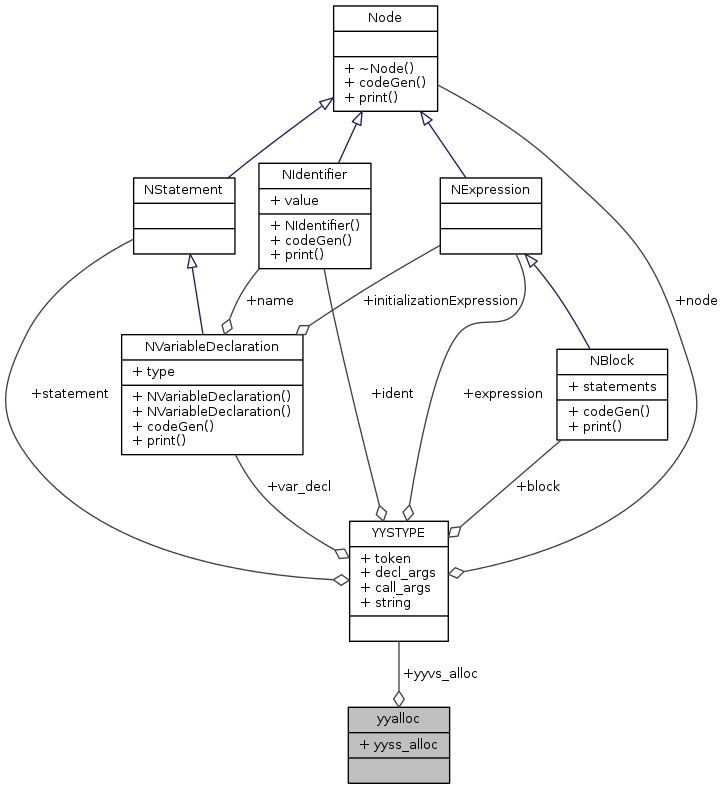 Node
+ ~Node()
+ codeGen()
+ print()
NStatement
NIdentifier
+ value
+ NIdentifier()
+ codeGen()
+ print()
NExpression
+name
+initializationExpression
+node
NVariableDeclaration
+ type
+ NVariableDeclaration()
+ NVariableDeclaration()
+ codeGen()
+ print()
NBlock
+ statements
+ codeGen()
+ print()
+statement
+ident
+expression
+var_decl
+block
YYSTYPE
+ token
+ decl_args
+ call_args
+ string
+yyvs_alloc
yyalloc
+ yyss_alloc